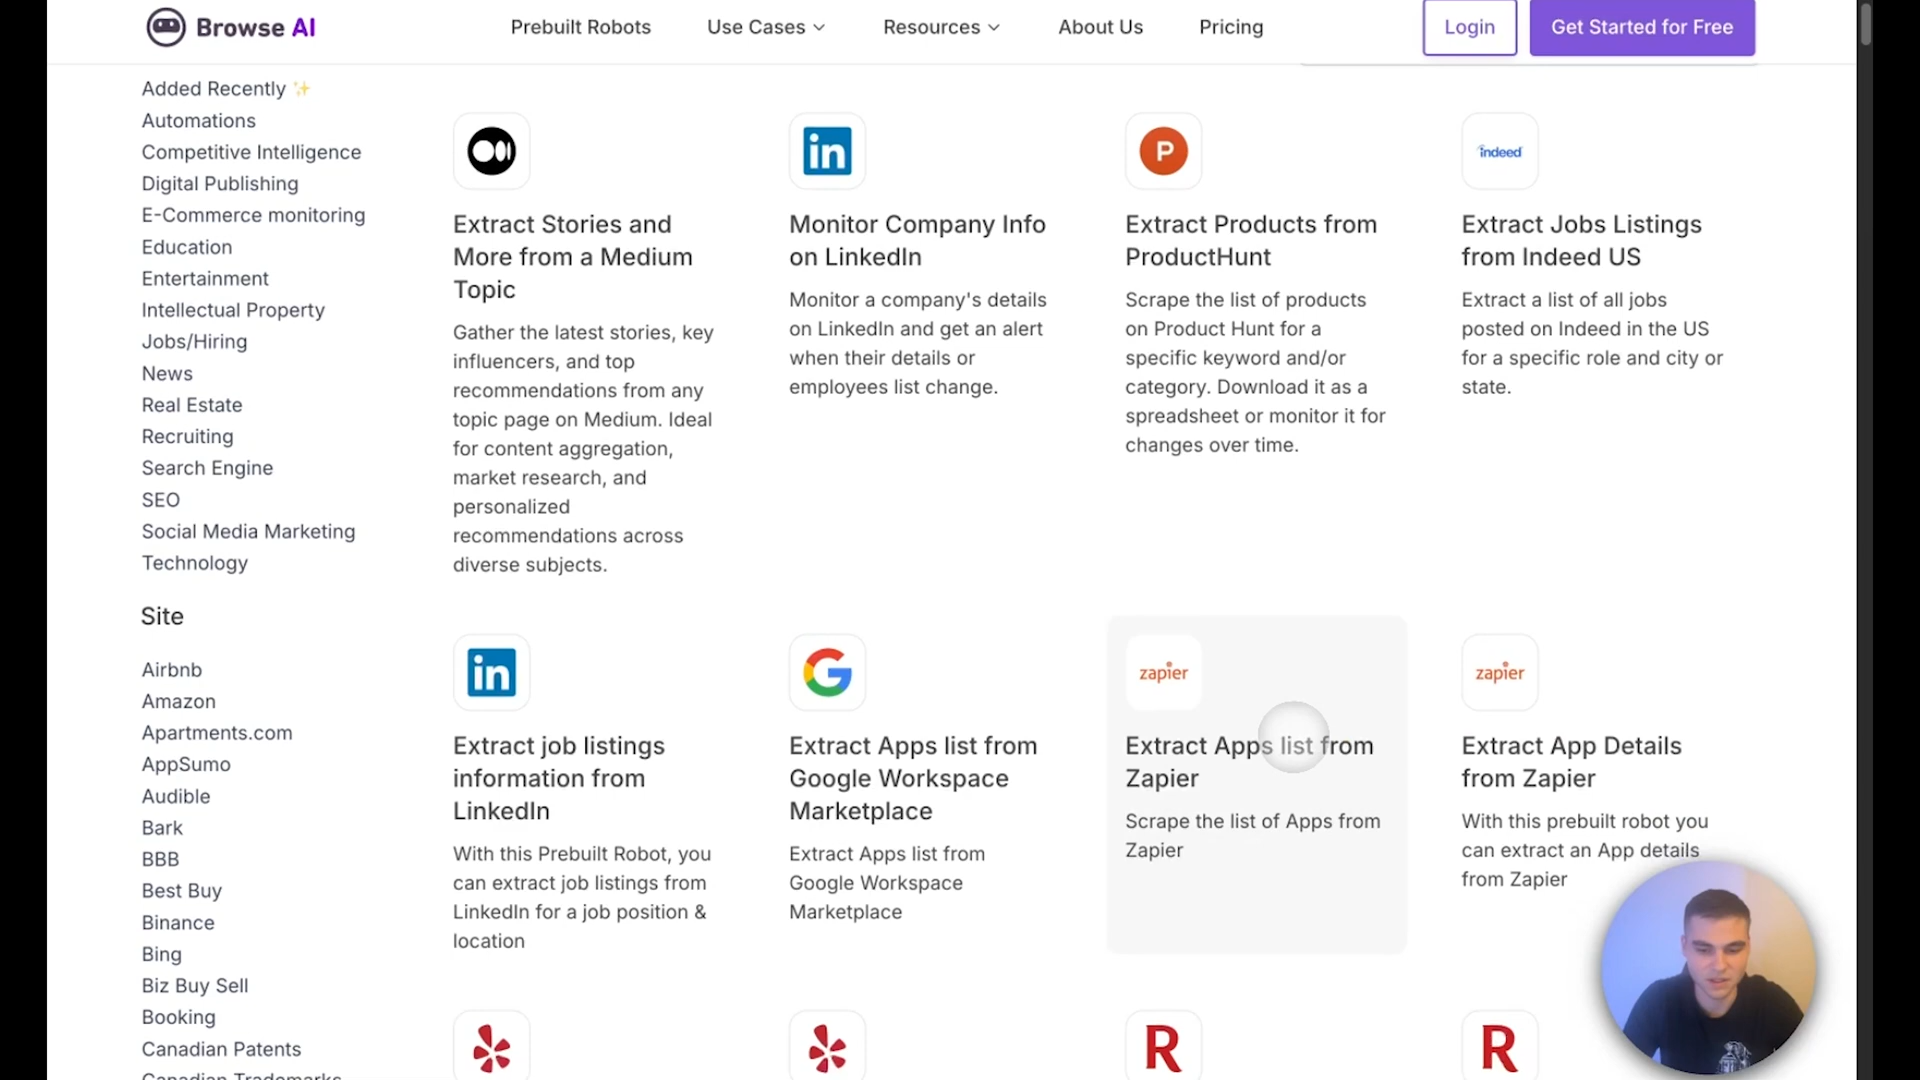 Browse AI
Prebuilt Robots
Use Cases
Resources
About Us
Pricing
Login
Get Started for Free
Added Recently ✨
Automations
Competitive Intelligence
Digital Publishing
E-Commerce monitoring
Education
Entertainment
Intellectual Property
Jobs/Hiring
News
Real Estate
Recruiting
Search Engine
SEO
Social Media Marketing
Technology
Site
Airbnb
Amazon
Apartments.com
AppSumo
Audible
Bark
BBB
Best Buy
Binance
Bing
Biz Buy Sell
Booking
Canadian Patents
Canadian Trademarks
Extract Stories and
More from a Medium
Topic
Gather the latest stories, key
influencers, and top
recommendations from any
topic page on Medium. Ideal
for content aggregation,
market research, and
personalized
recommendations across
diverse subjects.
in
Monitor Company Info
on LinkedIn
Monitor a company's details
on LinkedIn and get an alert
when their details or
employees list change.
P
Extract Products from
ProductHunt
Scrape the list of products
on Product Hunt for a
specific keyword and/or
category. Download it as a
spreadsheet or monitor it for
changes over time.
indeed
Extract Jobs Listings
from Indeed US
Extract a list of all jobs
posted on Indeed in the US
for a specific role and city or
state.
in
Extract job listings
information from
LinkedIn
With this Prebuilt Robot, you
can extract job listings from
LinkedIn for a job position &
location
G
Extract Apps list from
Google Workspace
Marketplace
Extract Apps list from
Google Workspace
Marketplace
zapier
Extract Apps list from
Zapier
Scrape the list of Apps from
Zapier
zapier
Extract App Details
from Zapier
With this prebuilt robot you
can extract an App details
from Zapier
R
R